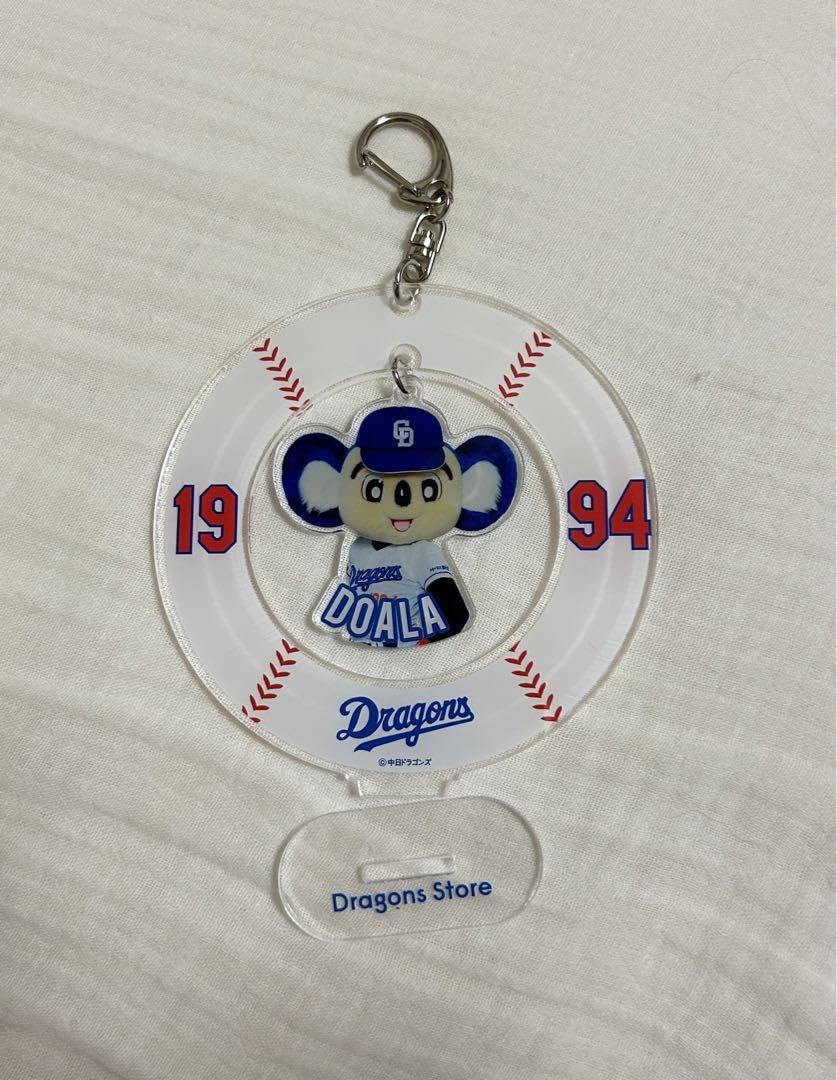 CD
19
94
Dragons
DOALA
Dragons
©中日ドラゴンズ
Dragons Store